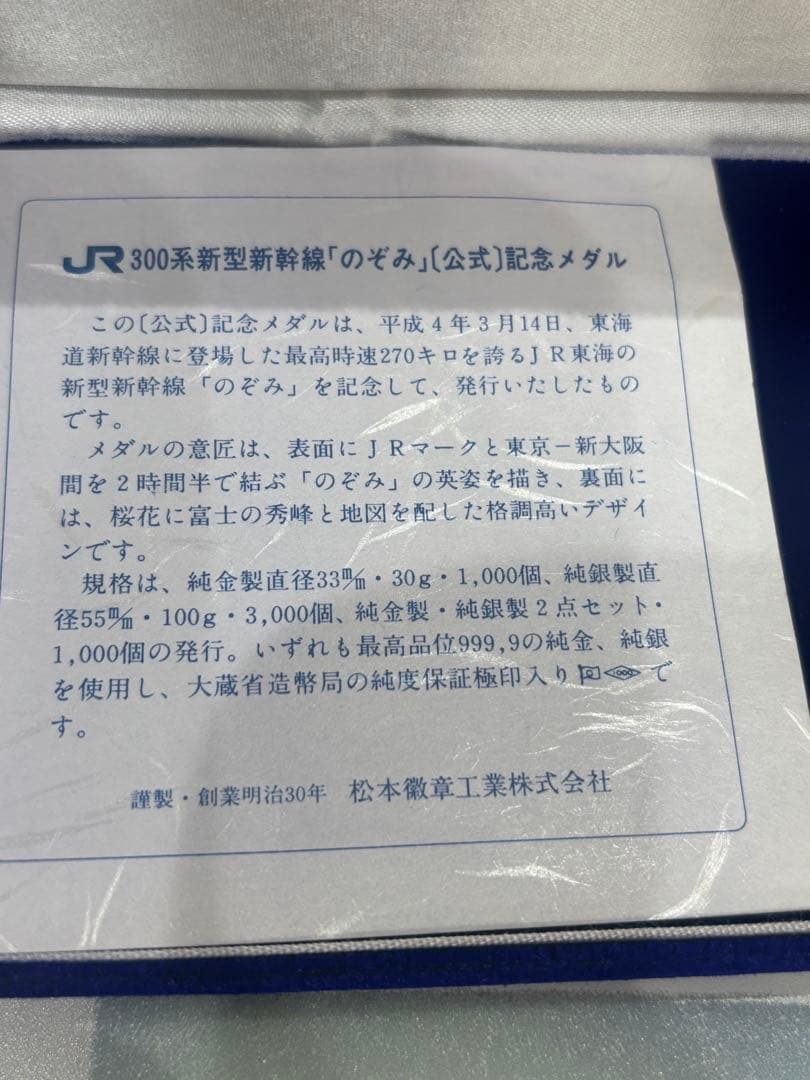 JR 300系新型新幹線「のぞみ」〔公式〕記念メダル
この〔公式〕記念メダルは、平成4年3月14日、東海
道新幹線に登場した最高時速270キロを誇るJR東海の
新型新幹線「のぞみ」を記念して、発行いたしたもの
です。
メダルの意匠は、表面にJRマークと東京−新大阪
間を2時間半で結ぶ「のぞみ」の英姿を描き、裏面に
は、桜花に富士の秀峰と地図を配した格調高いデザイ
ンです。
規格は、純金製直径33m/m・30g・1,000個、純銀製直
径55m/m・100g・3,000個、純金製・純銀製2点セット・
1,000個の発行。いずれも最高品位999,9の純金、純銀
を使用し、大蔵省造幣局の純度保証極印入りで
す。
謹製・創業明治30年 松本徽章工業株式会社